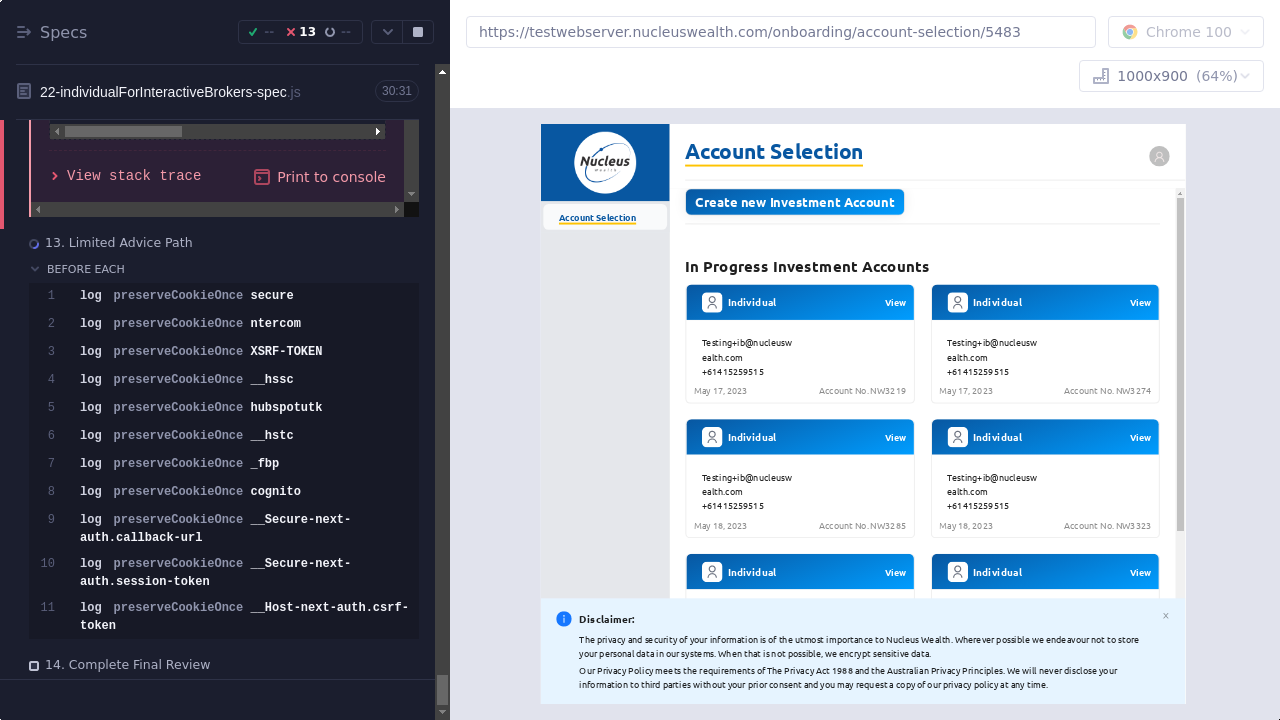 Specs
-- 13 --
22-individualForInteractiveBrokers-spec.js
30:31
View stack trace
Print to console
13. Limited Advice Path
BEFORE EACH
1 log preserveCookieOnce secure
2 log preserveCookieOnce ntercom
3 log preserveCookieOnce XSRF-TOKEN
4 log preserveCookieOnce __hssc
5 log preserveCookieOnce hubspotutk
6 log preserveCookieOnce __hstc
7 log preserveCookieOnce _fbp
8 log preserveCookieOnce cognito
9 log preserveCookieOnce __Secure-next-
auth.callback-url
10 log preserveCookieOnce __Secure-next-
auth.session-token
11 log preserveCookieOnce __Host-next-auth.csrf-
token
14. Complete Final Review
https://testwebserver.nucleuswealth.com/onboarding/account-selection/5483
Chrome 100
1000x900 (64%)
Nucleus
Wealth
Account Selection
Account Selection
Create new Investment Account
In Progress Investment Accounts
Individual View
Testing+ib@nucleusw
ealth.com
+61415259515
May 17, 2023 Account No. NW3219
Individual View
Testing+ib@nucleusw
ealth.com
+61415259515
May 17, 2023 Account No. NW3274
Individual View
Testing+ib@nucleusw
ealth.com
+61415259515
May 18, 2023 Account No. NW3285
Individual View
Testing+ib@nucleusw
ealth.com
+61415259515
May 18, 2023 Account No. NW3323
Individual View
Individual View
Disclaimer:
The privacy and security of your information is of the utmost importance to Nucleus Wealth. Wherever possible we endeavour not to store
your personal data in our systems. When that is not possible, we encrypt sensitive data.
Our Privacy Policy meets the requirements of The Privacy Act 1988 and the Australian Privacy Principles. We will never disclose your
information to third parties without your prior consent and you may request a copy of our privacy policy at any time.